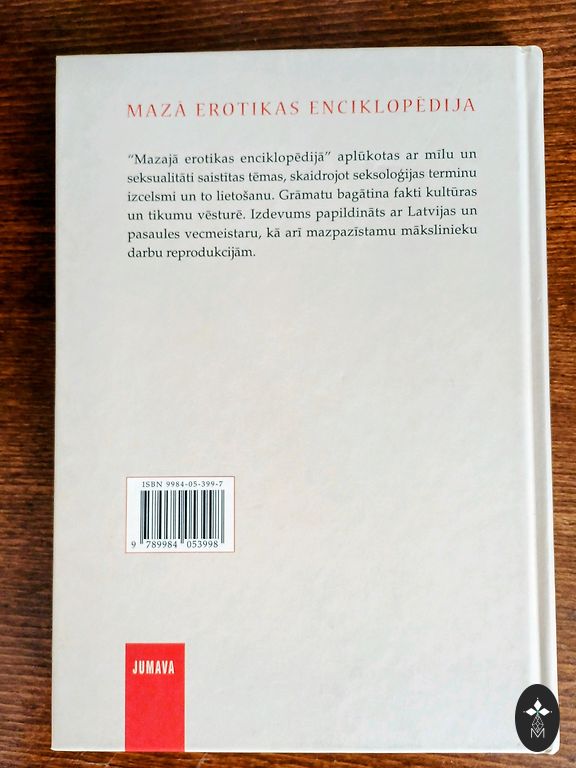 MAZĀ EROTIKAS ENCIKLOPĒDIJA
“Mazajā erotikas enciklopēdijā” aplūkotas ar mīlu un
seksualitāti saistītas tēmas, skaidrojot seksoloģijas terminu
izcelsmi un to lietošanu. Grāmatu bagātina fakti kultūras
un tikumu vēsturē. Izdevums papildināts ar Latvijas un
pasaules vecmeistaru, kā arī mazpazīstamu mākslinieku
darbu reprodukcijām.
ISBN 9984-05-399-7
9 789984 053998
JUMAVA